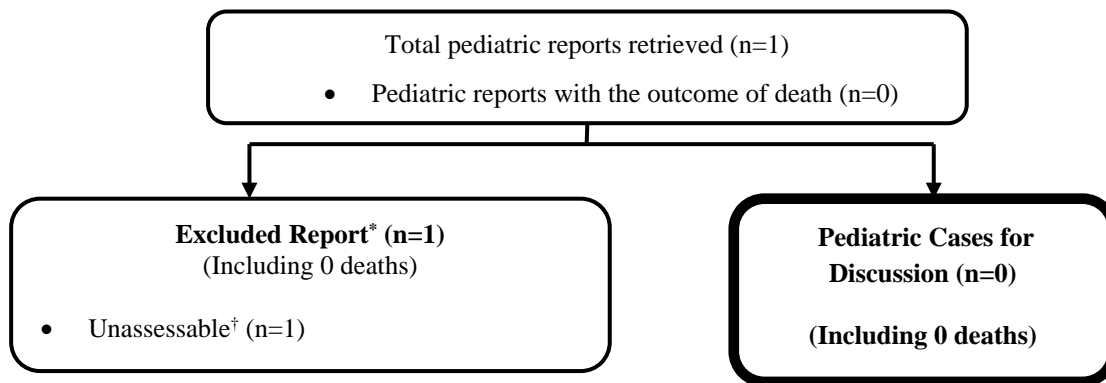 Total pediatric reports retrieved (n=1)
• Pediatric reports with the outcome of death (n=0)
Excluded Report* (n=1)
(Including 0 deaths)
• Unassessable† (n=1)
Pediatric Cases for
Discussion (n=0)
(Including 0 deaths)